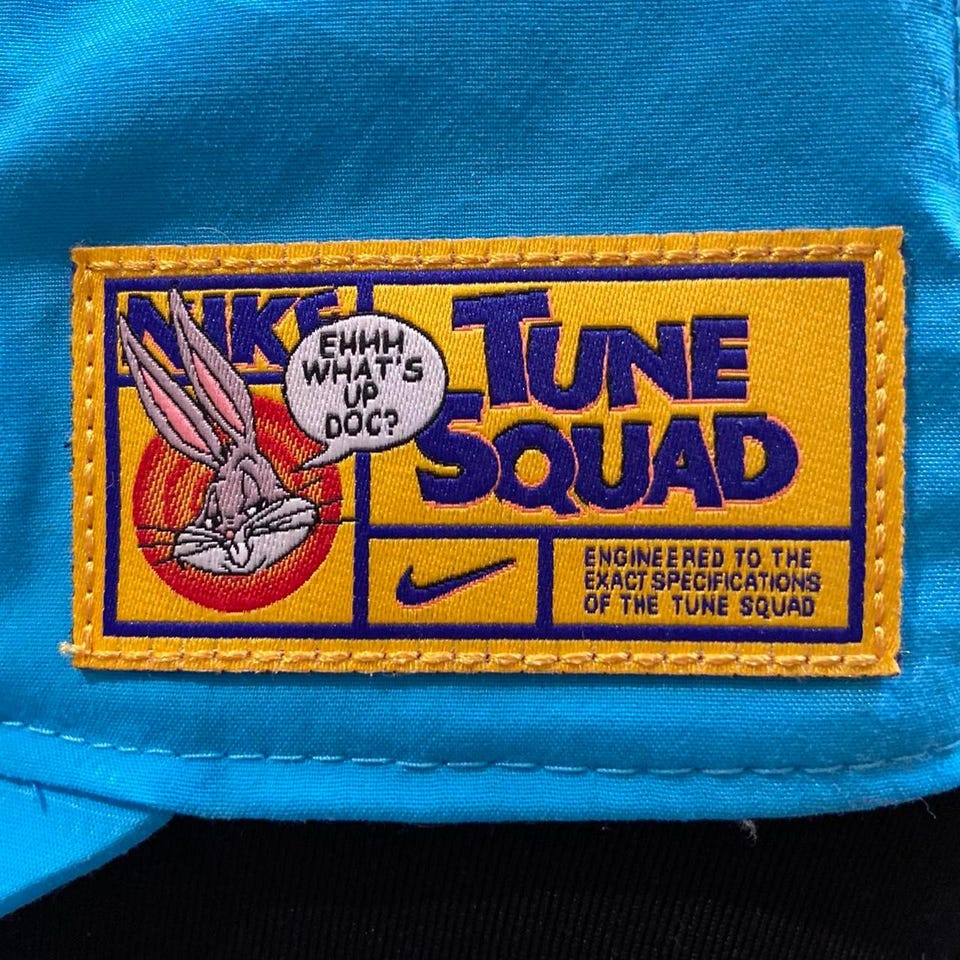 NIKE
EHHH
WHAT'S
UP
DOC?
TUNE
SQUAD
ENGINEERED TO THE
EXACT SPECIFICATIONS
OF THE TUNE SQUAD